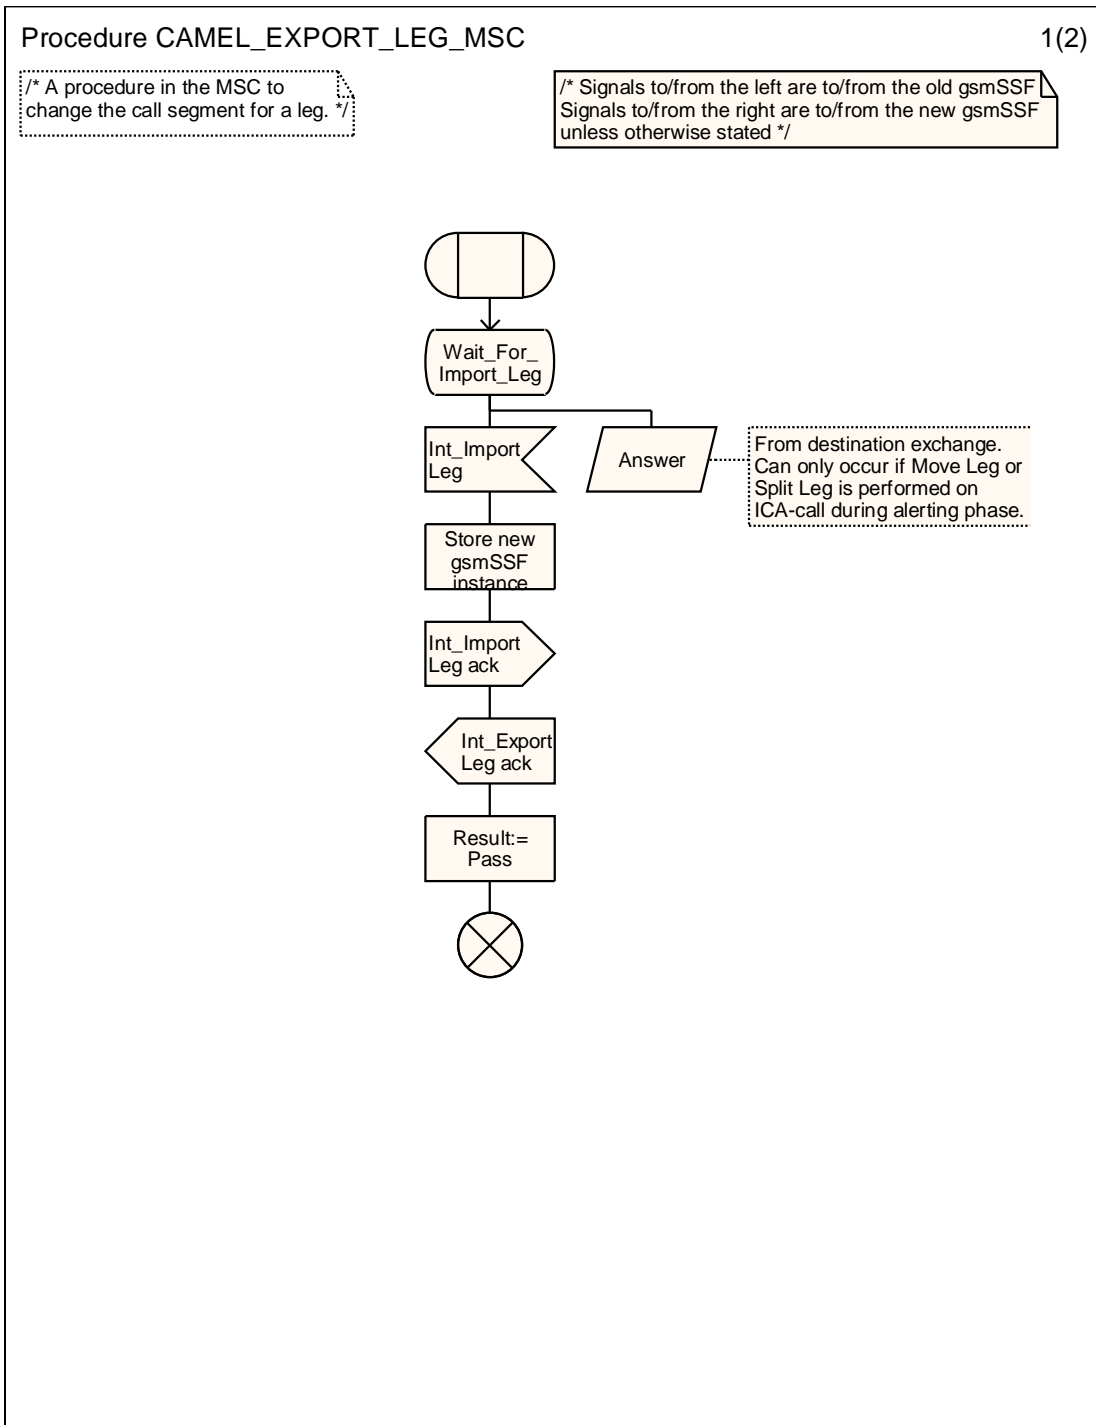 Procedure CAMEL_EXPORT_LEG_MSC
1(2)
/* A procedure in the MSC to
change the call segment for a leg. */
/* Signals to/from the left are to/from the old gsmSSF
Signals to/from the right are to/from the new gsmSSF
unless otherwise stated */
Wait_For_
Import_Leg
Int_Import
Leg
Answer
From destination exchange.
Can only occur if Move Leg or
Split Leg is performed on
ICA-call during alerting phase.
Store new
gsmSSF
instance
Int_Import
Leg ack
Int_Export
Leg ack
Result:=
Pass